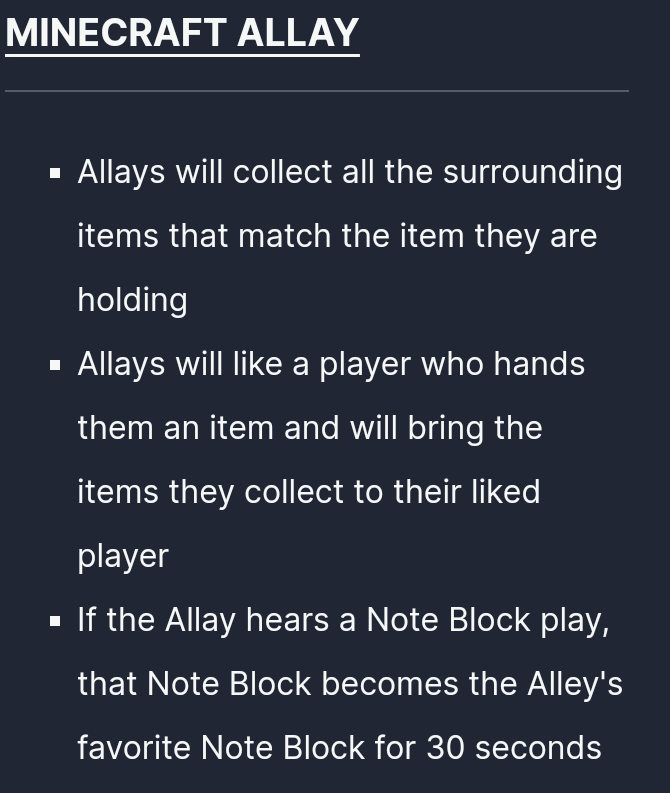 MINECRAFT ALLAY
▪ Allays will collect all the surrounding
items that match the item they are
holding
▪ Allays will like a player who hands
them an item and will bring the
items they collect to their liked
player
▪ If the Allay hears a Note Block play,
that Note Block becomes the Alley's
favorite Note Block for 30 seconds